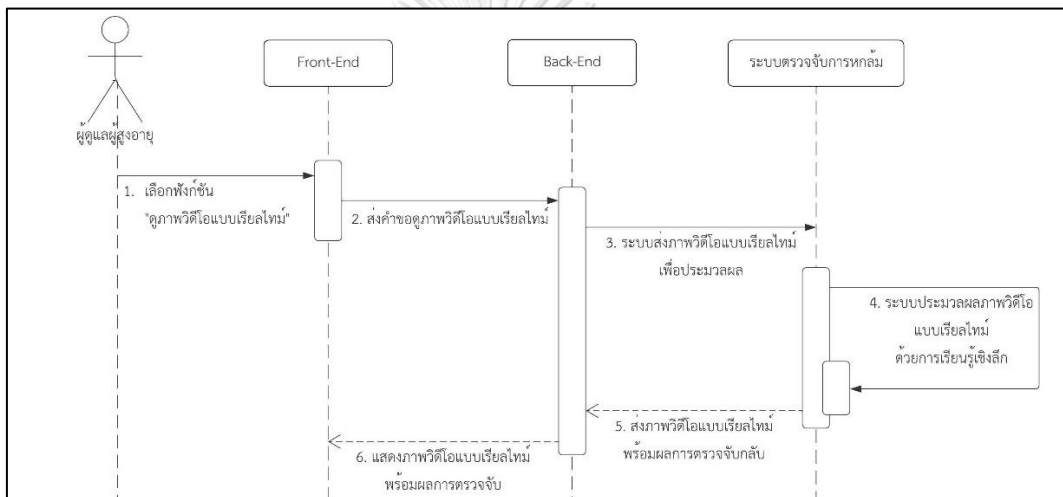 Front-End
Back-End
ระบบตรวจจับการหกล้ม
ผู้ดูแลผู้สูงอายุ
1. เลือกฟังก์ชัน
"ดูภาพวิดีโอแบบเรียลไทม์"
2. ส่งคำขอดูภาพวิดีโอแบบเรียลไทม์
3. ระบบส่งภาพวิดีโอแบบเรียลไทม์
เพื่อประมวลผล
4. ระบบประมวลผลภาพวิดีโอ
แบบเรียลไทม์
ด้วยการเรียนรู้เชิงลึก
5. ส่งภาพวิดีโอแบบเรียลไทม์
พร้อมผลการตรวจจับกลับ
6. แสดงภาพวิดีโอแบบเรียลไทม์
พร้อมผลการตรวจจับ